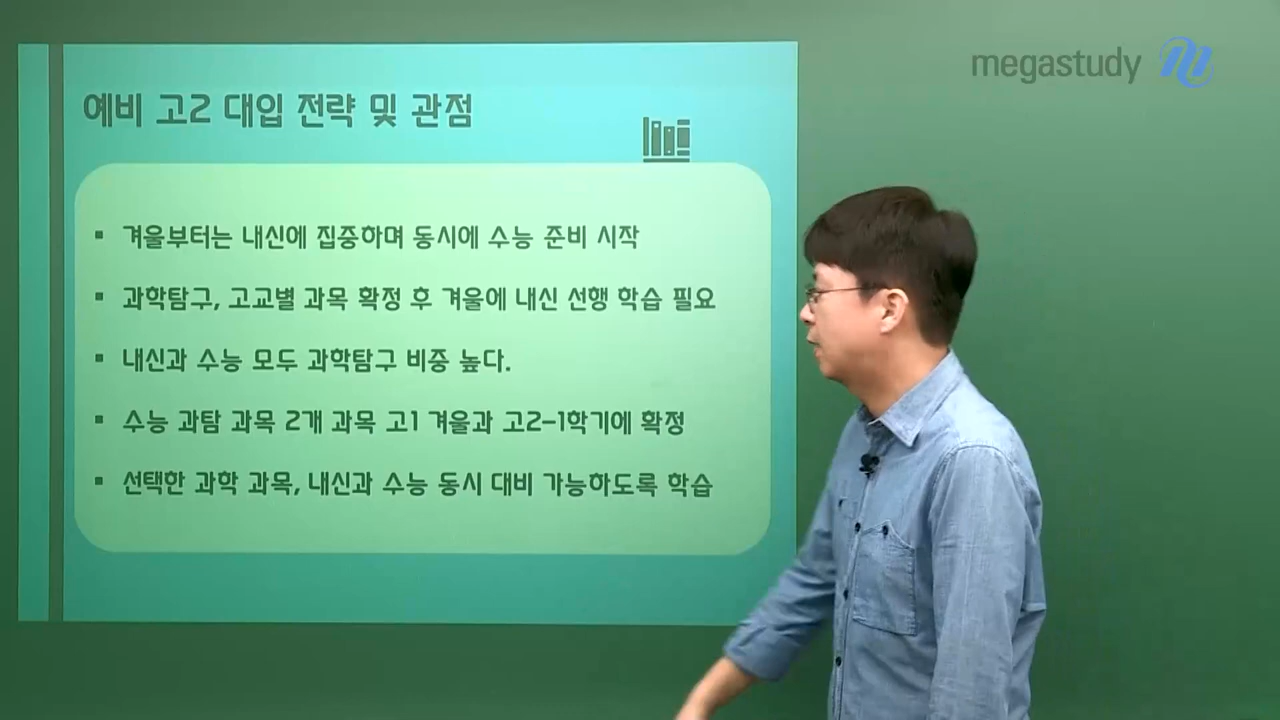 megastudy
예비 고2 대입 전략 및 관점
▪ 겨울부터는 내신에 집중하며 동시에 수능 준비 시작
▪ 과학탐구, 고교별 과목 확정 후 겨울에 내신 선행 학습 필요
▪ 내신과 수능 모두 과학탐구 비중 높다.
▪ 수능 과탐 과목 2개 과목 고1 겨울과 고2-1학기에 확정
▪ 선택한 과학 과목, 내신과 수능 동시 대비 가능하도록 학습